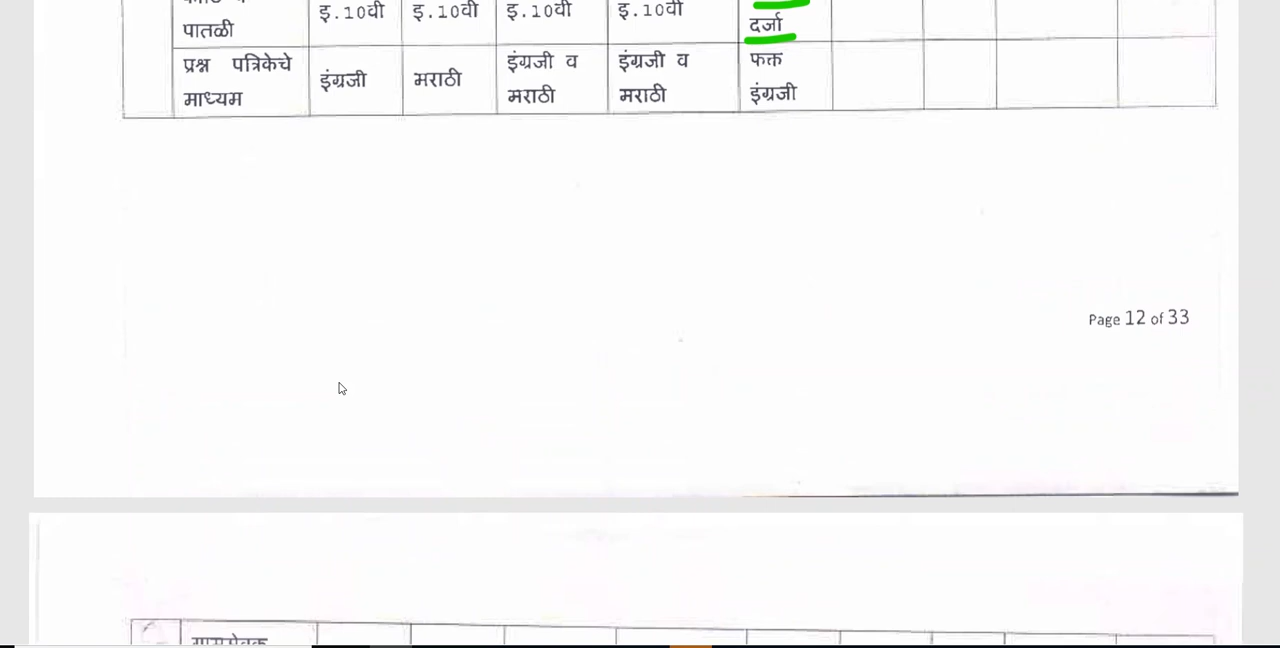 पातळी इ.10वी इ.10वी इ.10वी इ.10वी दर्जा
प्रश्न पत्रिकेचे इंग्रजी व इंग्रजी व फक्त
इंग्रजी मराठी
माध्यम मराठी मराठी इंग्रजी
Page 12 of 33